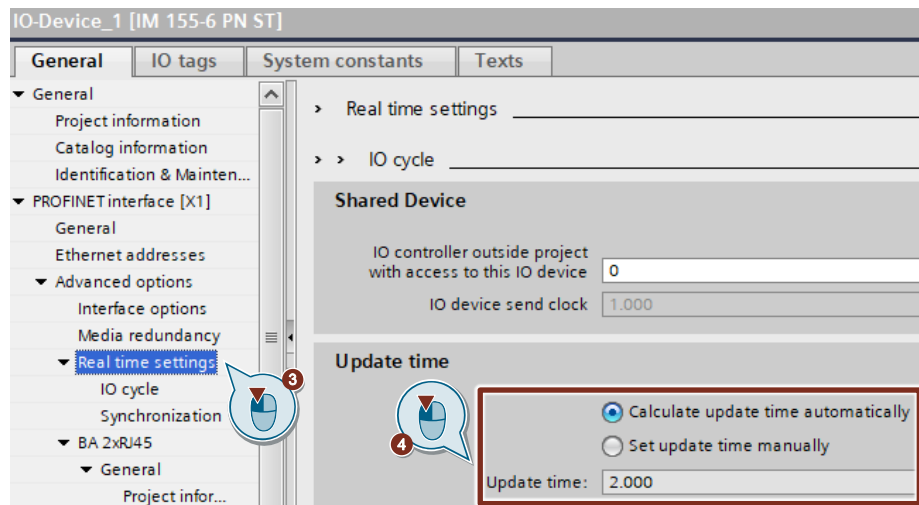 IO-Device_1 [IM 155-6 PN ST]
General
IO tags
System constants
Texts
General
Project information
Catalog information
Identification & Mainten...
PROFINET interface [X1]
General
Ethernet addresses
Advanced options
Interface options
Media redundancy
Real time settings
IO cycle
Synchronization
BA 2xRJ45
General
Project infor...
3
Real time settings
IO cycle
Shared Device
IO controller outside project
with access to this IO device
0
IO device send clock
1.000
Update time
4
Calculate update time automatically
Set update time manually
Update time:
2.000